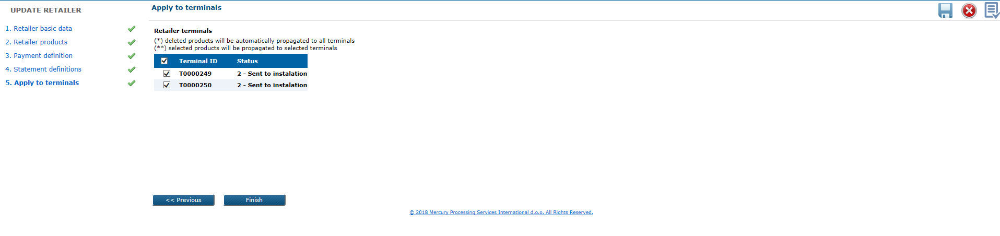 UPDATE RETAILER
1. Retailer basic data
2. Retailer products
3. Payment definition
4. Statement definitions
5. Apply to terminals
Apply to terminals
Retailer terminals
(*) deleted products will be automatically propagated to all terminals
(**) selected products will be propagated to selected terminals
Terminal ID Status
T0000249 2 - Sent to instalation
T0000250 2 - Sent to instalation
<< Previous Finish
© 2018 Mercury Processing Services International d.o.o. All Rights Reserved.